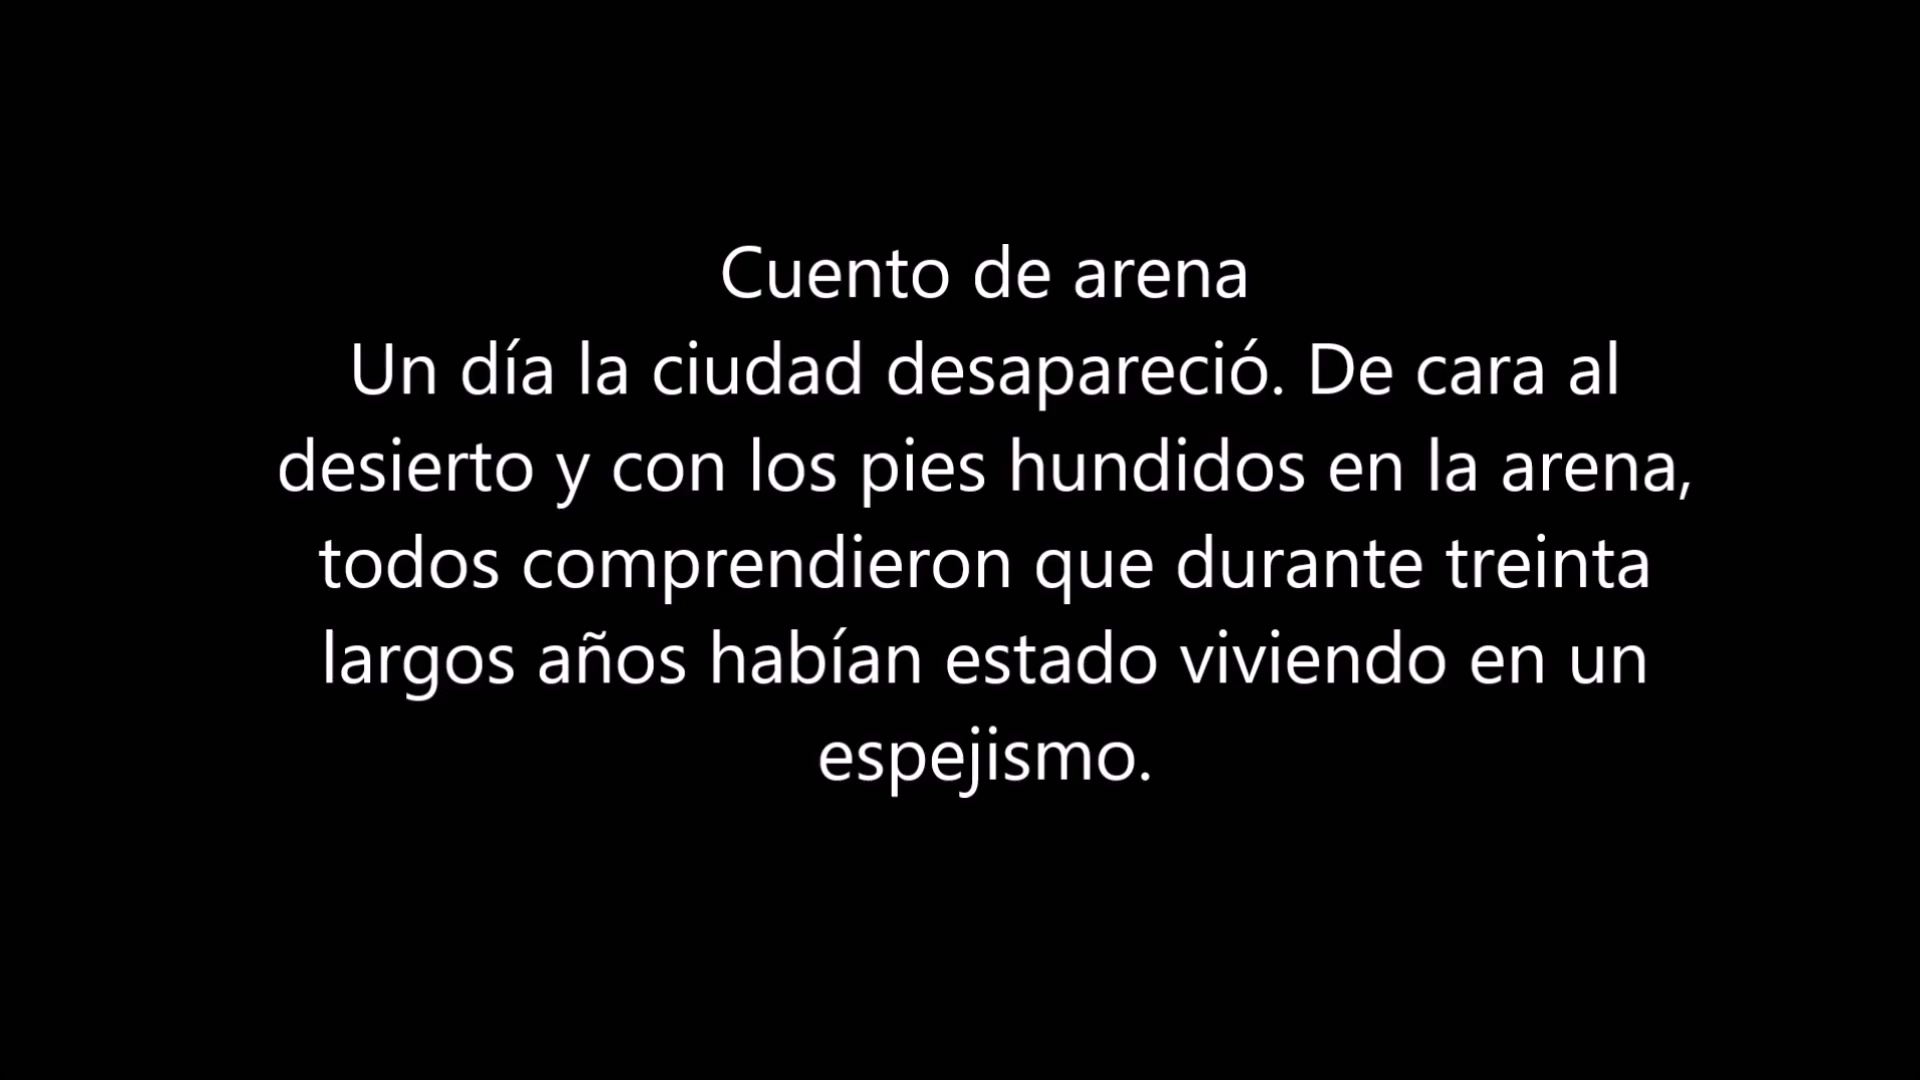 Cuento de arena
Un día la ciudad desapareció. De cara al
desierto y con los pies hundidos en la arena,
todos comprendieron que durante treinta
largos años habían estado viviendo en un
espejismo.